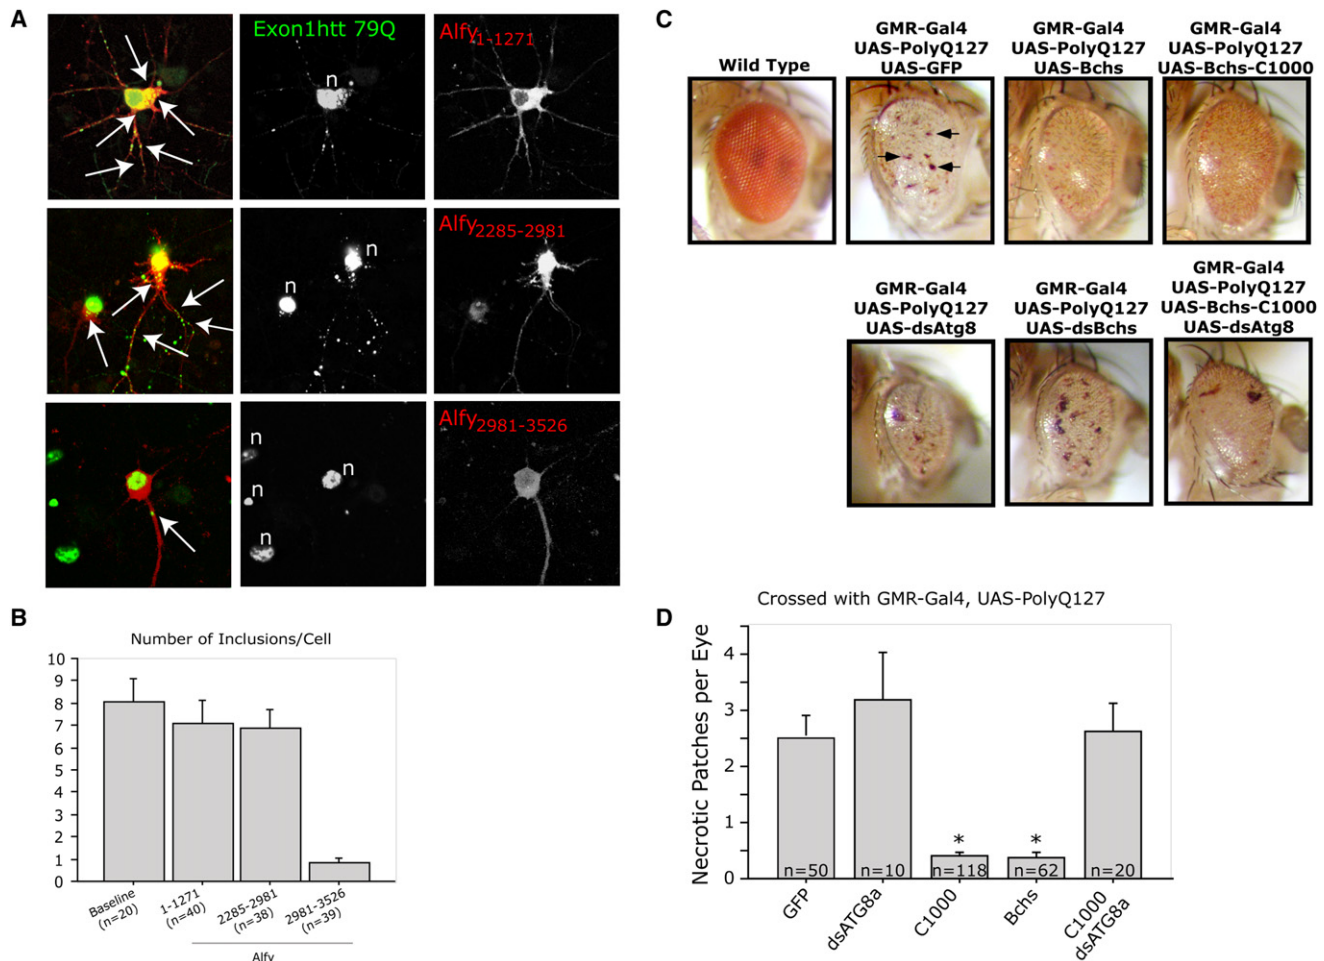 A
Exon1htt 79Q
Alfy1-1271
n
n
n
Alfy2285-2981
n
n
n
n
Alfy2981-3526
B
Number of Inclusions/Cell
10
9
8
7
6
5
4
3
2
1
0
Baseline
(n=20)
1-1271
(n=40)
2285-2981
(n=38)
2981-3526
(n=39)
Alfy
C
Wild Type
GMR-Gal4
UAS-PolyQ127
UAS-GFP
GMR-Gal4
UAS-PolyQ127
UAS-Bchs
GMR-Gal4
UAS-PolyQ127
UAS-Bchs-C1000
GMR-Gal4
UAS-PolyQ127
UAS-dsAtg8
GMR-Gal4
UAS-PolyQ127
UAS-dsBchs
GMR-Gal4
UAS-PolyQ127
UAS-Bchs-C1000
UAS-dsAtg8
D
Crossed with GMR-Gal4, UAS-PolyQ127
Necrotic Patches per Eye
4
3
2
1
0
*
*
n=50
n=10
n=118
n=62
n=20
GFP
dsATG8a
C1000
Bchs
C1000
dsATG8a